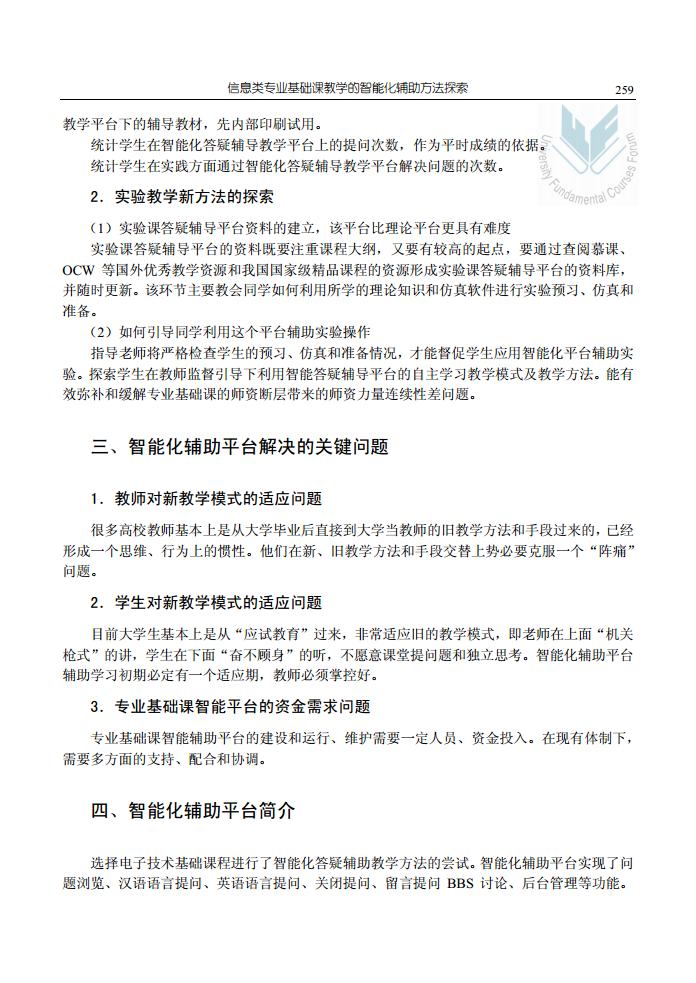 信息类专业基础课教学的智能化辅助方法探索
259
University Fundamental Courses Forum
教学平台下的辅导教材，先内部印刷试用。
统计学生在智能化答疑辅导教学平台上的提问次数，作为平时成绩的依据。
统计学生在实践方面通过智能化答疑辅导教学平台解决问题的次数。
2．实验教学新方法的探索
（1）实验课答疑辅导平台资料的建立，该平台比理论平台更具有难度
实验课答疑辅导平台的资料既要注重课程大纲，又要有较高的起点，要通过查阅慕课、
OCW 等国外优秀教学资源和我国国家级精品课程的资源形成实验课答疑辅导平台的资料库，
并随时更新。该环节主要教会同学如何利用所学的理论知识和仿真软件进行实验预习、仿真和
准备。
（2）如何引导同学利用这个平台辅助实验操作
指导老师将严格检查学生的预习、仿真和准备情况，才能督促学生应用智能化平台辅助实
验。探索学生在教师监督引导下利用智能答疑辅导平台的自主学习教学模式及教学方法。能有
效弥补和缓解专业基础课的师资断层带来的师资力量连续性差问题。
三、智能化辅助平台解决的关键问题
1．教师对新教学模式的适应问题
很多高校教师基本上是从大学毕业后直接到大学当教师的旧教学方法和手段过来的，已经
形成一个思维、行为上的惯性。他们在新、旧教学方法和手段交替上势必要克服一个“阵痛”
问题。
2．学生对新教学模式的适应问题
目前大学生基本上是从“应试教育”过来，非常适应旧的教学模式，即老师在上面“机关
枪式”的讲，学生在下面“奋不顾身”的听，不愿意课堂提问题和独立思考。智能化辅助平台
辅助学习初期必定有一个适应期，教师必须掌控好。
3．专业基础课智能平台的资金需求问题
专业基础课智能辅助平台的建设和运行、维护需要一定人员、资金投入。在现有体制下，
需要多方面的支持、配合和协调。
四、智能化辅助平台简介
选择电子技术基础课程进行了智能化答疑辅助教学方法的尝试。智能化辅助平台实现了问
题浏览、汉语语言提问、英语语言提问、关闭提问、留言提问 BBS 讨论、后台管理等功能。